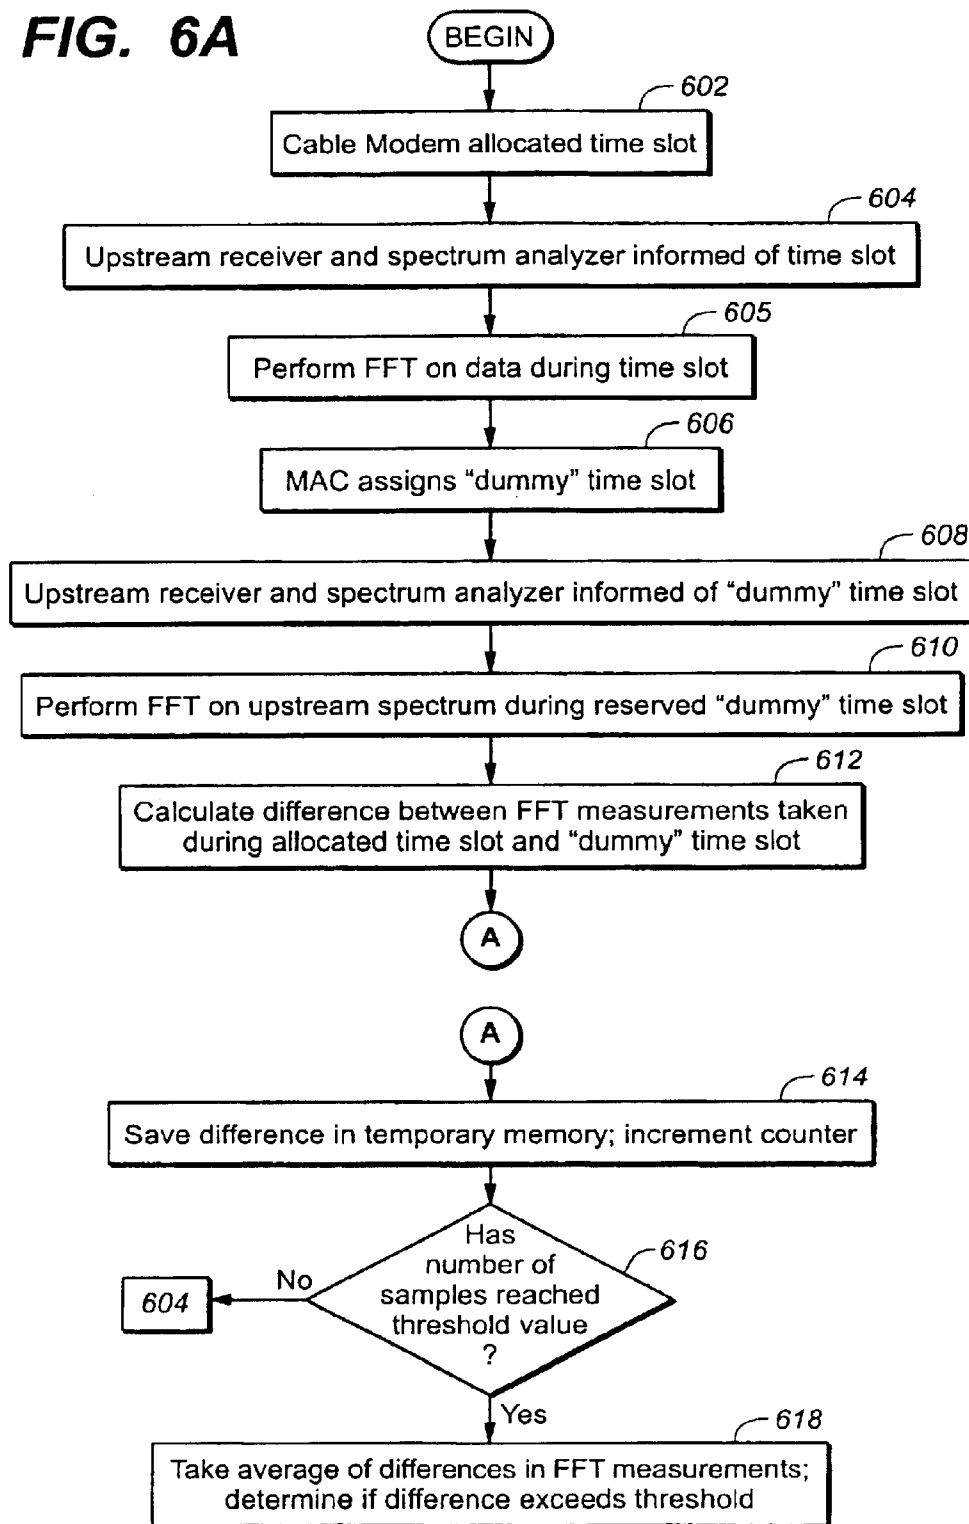 FIG. 6A
BEGIN
602
Cable Modem allocated time slot
604
Upstream receiver and spectrum analyzer informed of time slot
605
Perform FFT on data during time slot
606
MAC assigns “dummy” time slot
608
Upstream receiver and spectrum analyzer informed of “dummy” time slot
610
Perform FFT on upstream spectrum during reserved “dummy” time slot
612
Calculate difference between FFT measurements taken
during allocated time slot and “dummy” time slot
A
A
614
Save difference in temporary memory; increment counter
616
Has
number of
samples reached
threshold value
?
No
604
Yes
618
Take average of differences in FFT measurements;
determine if difference exceeds threshold